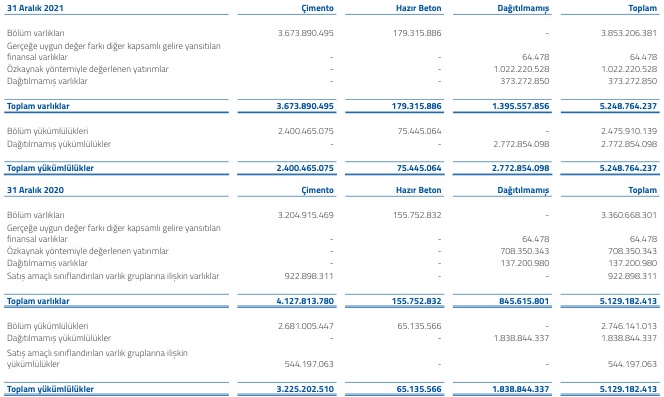 31 Aralık 2021 Çimento Hazır Beton Dağıtılmamış Toplam
Bölüm varlıkları 3.673.890.495 179.315.886 - 3.853.206.381
Gerçeğe uygun değer farkı diğer kapsamlı gelire yansıtılan
finansal varlıklar - - 64.478 64.478
Özkaynak yöntemiyle değerlenen yatırımlar - - 1.022.220.528 1.022.220.528
Dağıtılmamış varlıklar - - 373.272.850 373.272.850
Toplam varlıklar 3.673.890.495 179.315.886 1.395.557.856 5.248.764.237
Bölüm yükümlülükleri 2.400.465.075 75.445.064 - 2.475.910.139
Dağıtılmamış yükümlülükler - - 2.772.854.098 2.772.854.098
Toplam yükümlülükler 2.400.465.075 75.445.064 2.772.854.098 5.248.764.237
31 Aralık 2020 Çimento Hazır Beton Dağıtılmamış Toplam
Bölüm varlıkları 3.204.915.469 155.752.832 - 3.360.668.301
Gerçeğe uygun değer farkı diğer kapsamlı gelire yansıtılan
finansal varlıklar - - 64.478 64.478
Özkaynak yöntemiyle değerlenen yatırımlar - - 708.350.343 708.350.343
Dağıtılmamış varlıklar - - 137.200.980 137.200.980
Satış amaçlı sınıflandırılan varlık gruplarına ilişkin varlıklar 922.898.311 - - 922.898.311
Toplam varlıklar 4.127.813.780 155.752.832 845.615.801 5.129.182.413
Bölüm yükümlülükleri 2.681.005.447 65.135.566 - 2.746.141.013
Dağıtılmamış yükümlülükler - - 1.838.844.337 1.838.844.337
Satış amaçlı sınıflandırılan varlık gruplarına ilişkin
yükümlülükler 544.197.063 - - 544.197.063
Toplam yükümlülükler 3.225.202.510 65.135.566 1.838.844.337 5.129.182.413